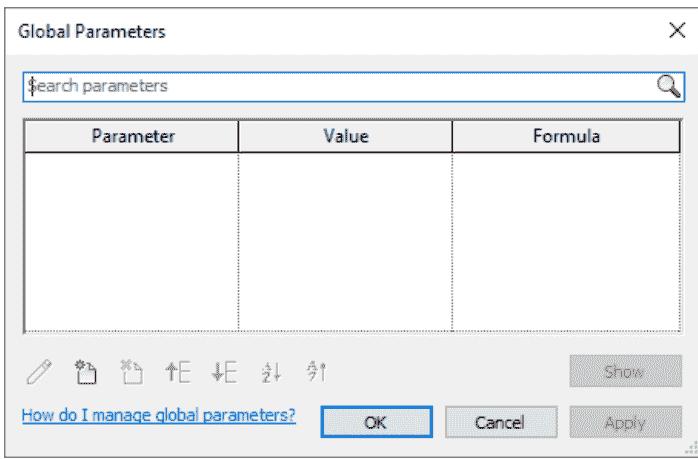 Global Parameters
Search parameters
Parameter Value Formula
Show
How do I manage global parameters? OK Cancel Apply